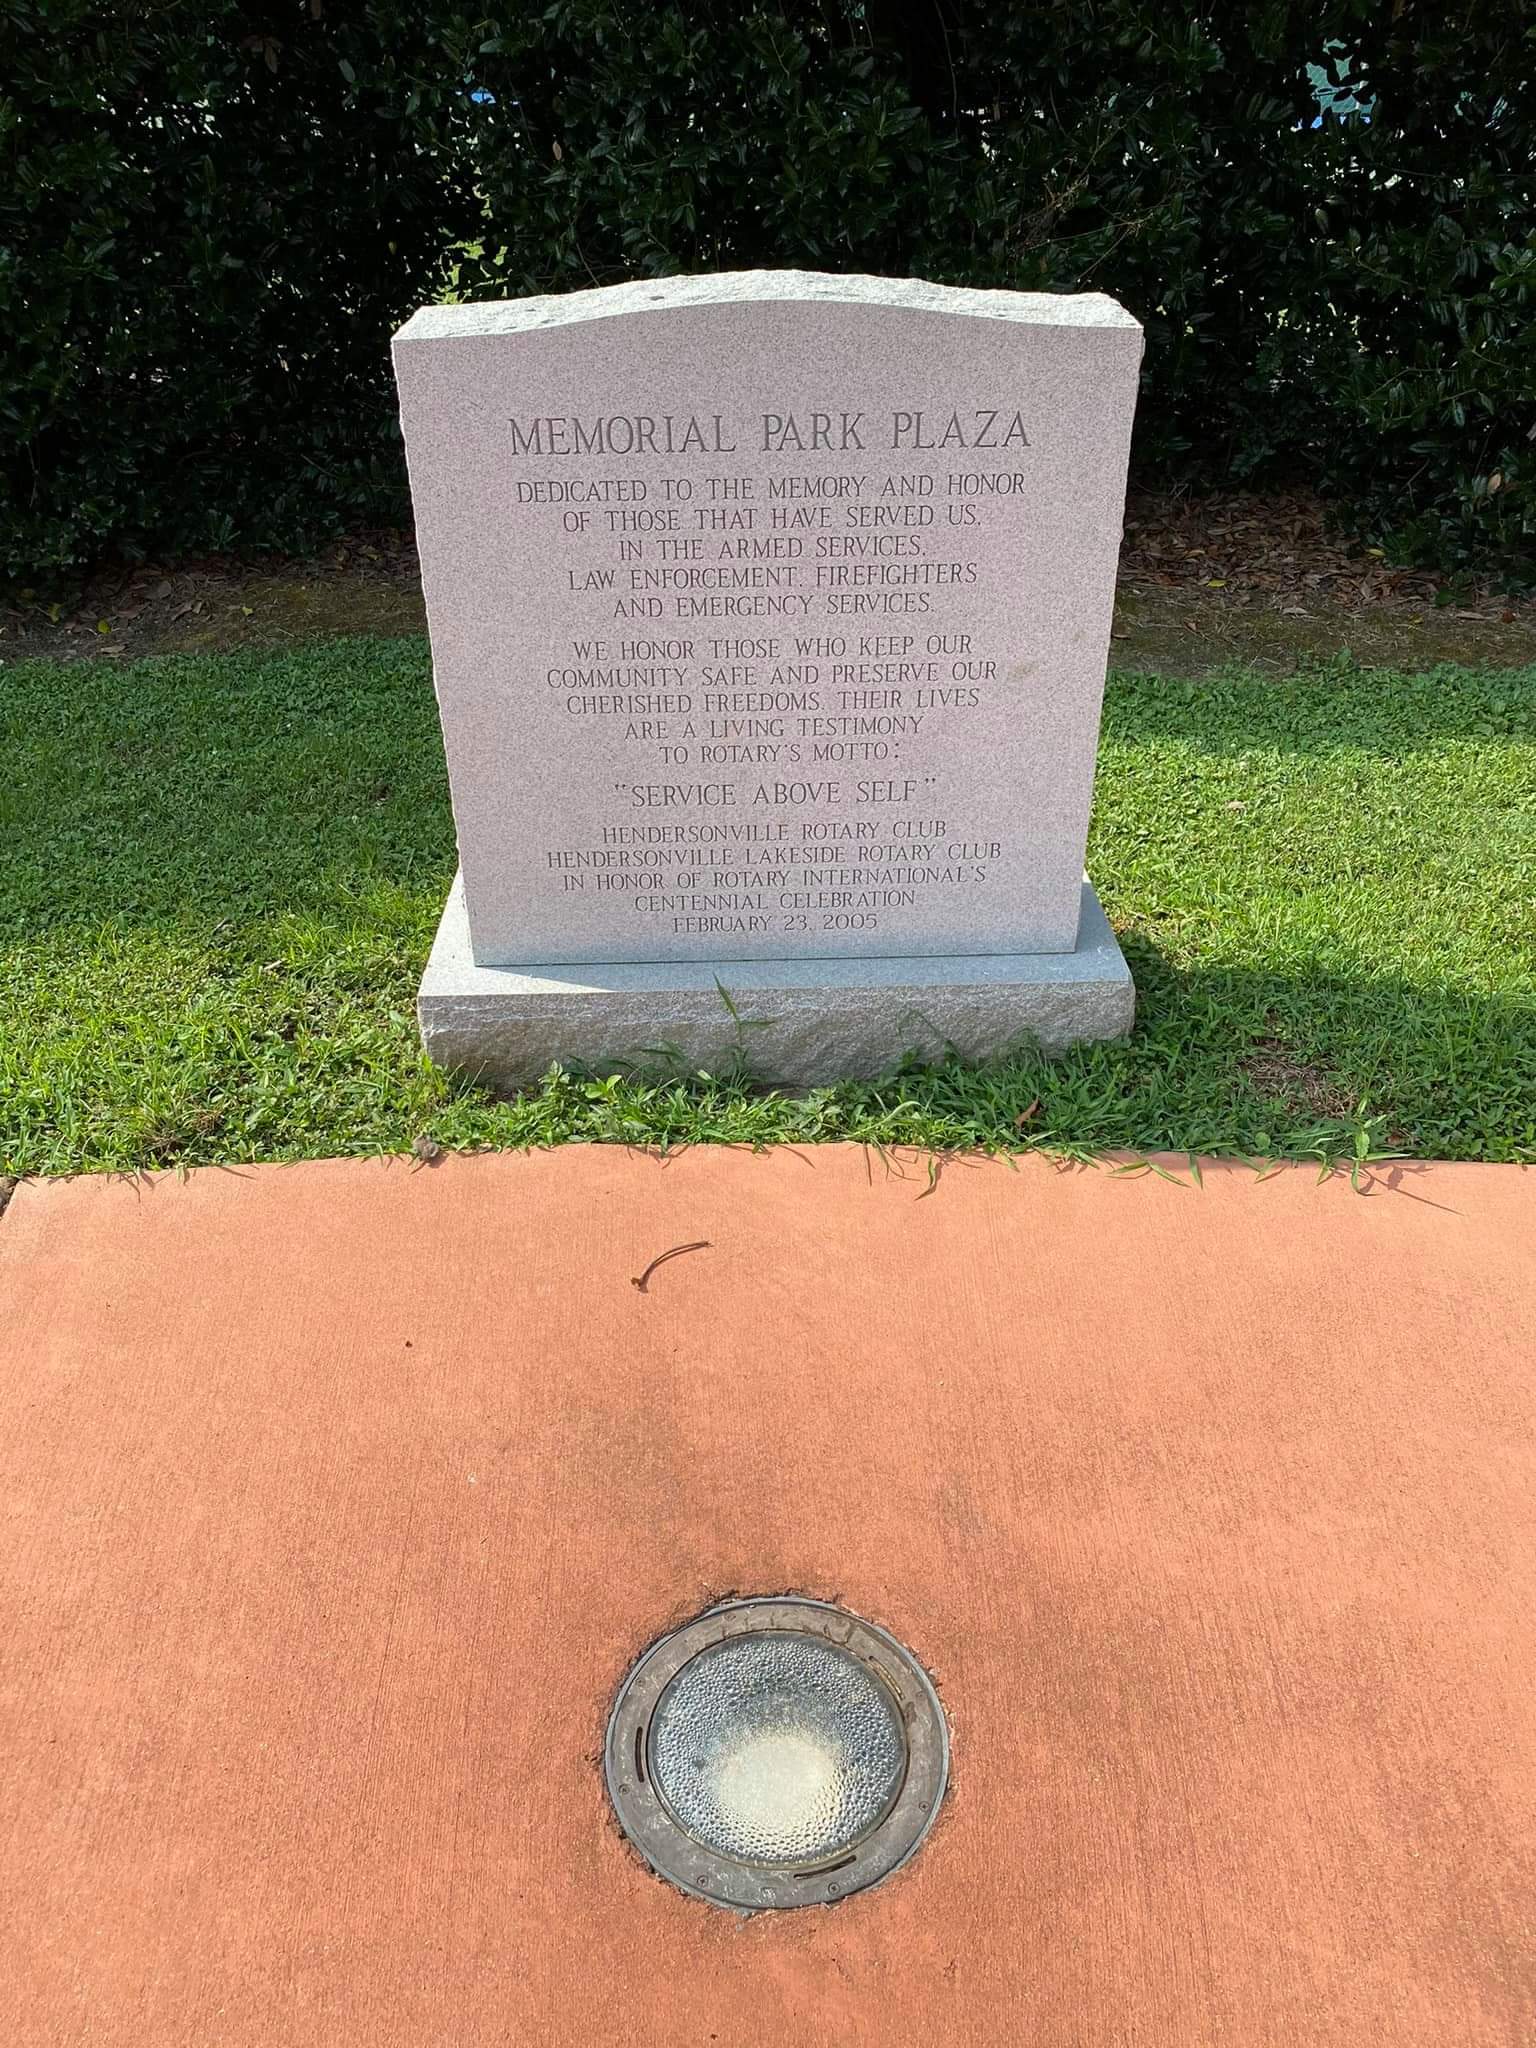 MEMORIAL PARK PLAZA
DEDICATED TO THE MEMORY AND HONOR
OF THOSE THAT HAVE SERVED US,
IN THE ARMED SERVICES,
LAW ENFORCEMENT, FIREFIGHTERS
AND EMERGENCY SERVICES.
WE HONOR THOSE WHO KEEP OUR
COMMUNITY SAFE AND PRESERVE OUR
CHERISHED FREEDOMS. THEIR LIVES
ARE A LIVING TESTIMONY
TO ROTARY'S MOTTO:
"SERVICE ABOVE SELF"
HENDERSONVILLE ROTARY CLUB
HENDERSONVILLE LAKESIDE ROTARY CLUB
IN HONOR OF ROTARY INTERNATIONAL'S
CENTENNIAL CELEBRATION
FEBRUARY 23, 2005